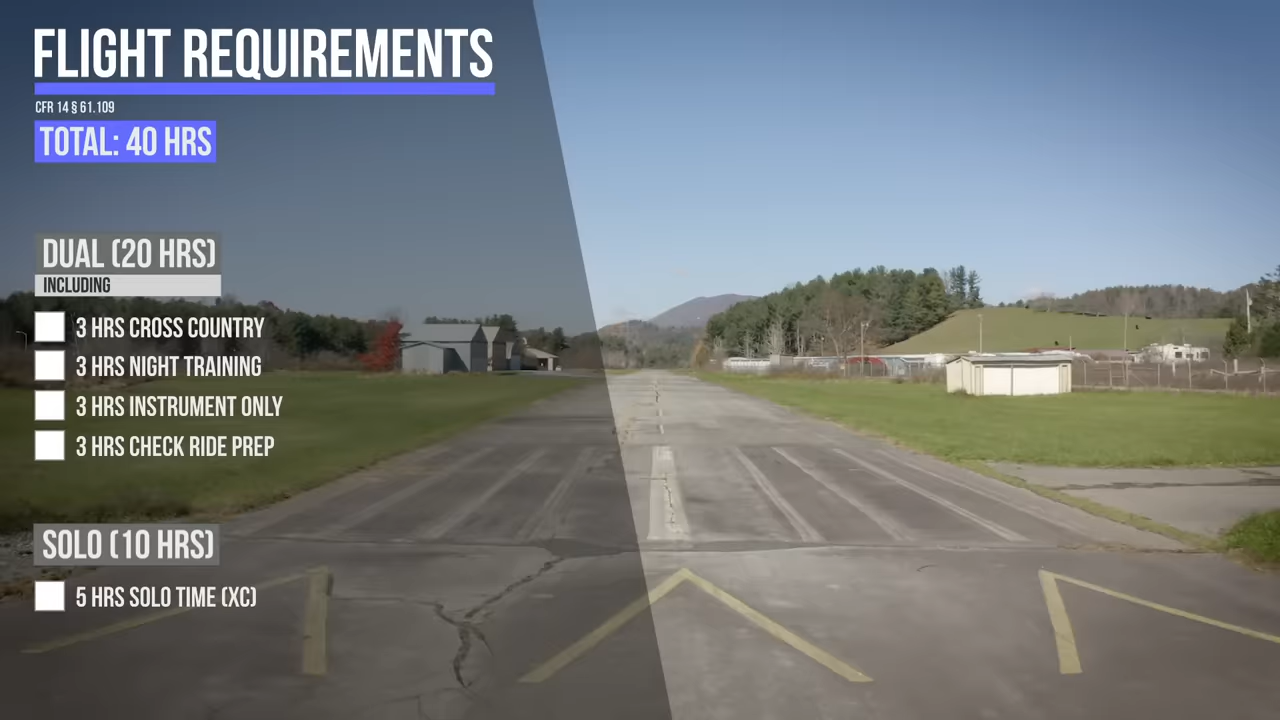 FLIGHT REQUIREMENTS
CFR 14 § 61.109
TOTAL: 40 HRS
DUAL (20 HRS)
INCLUDING
3 HRS CROSS COUNTRY
3 HRS NIGHT TRAINING
3 HRS INSTRUMENT ONLY
3 HRS CHECK RIDE PREP
SOLO (10 HRS)
5 HRS SOLO TIME (XC)